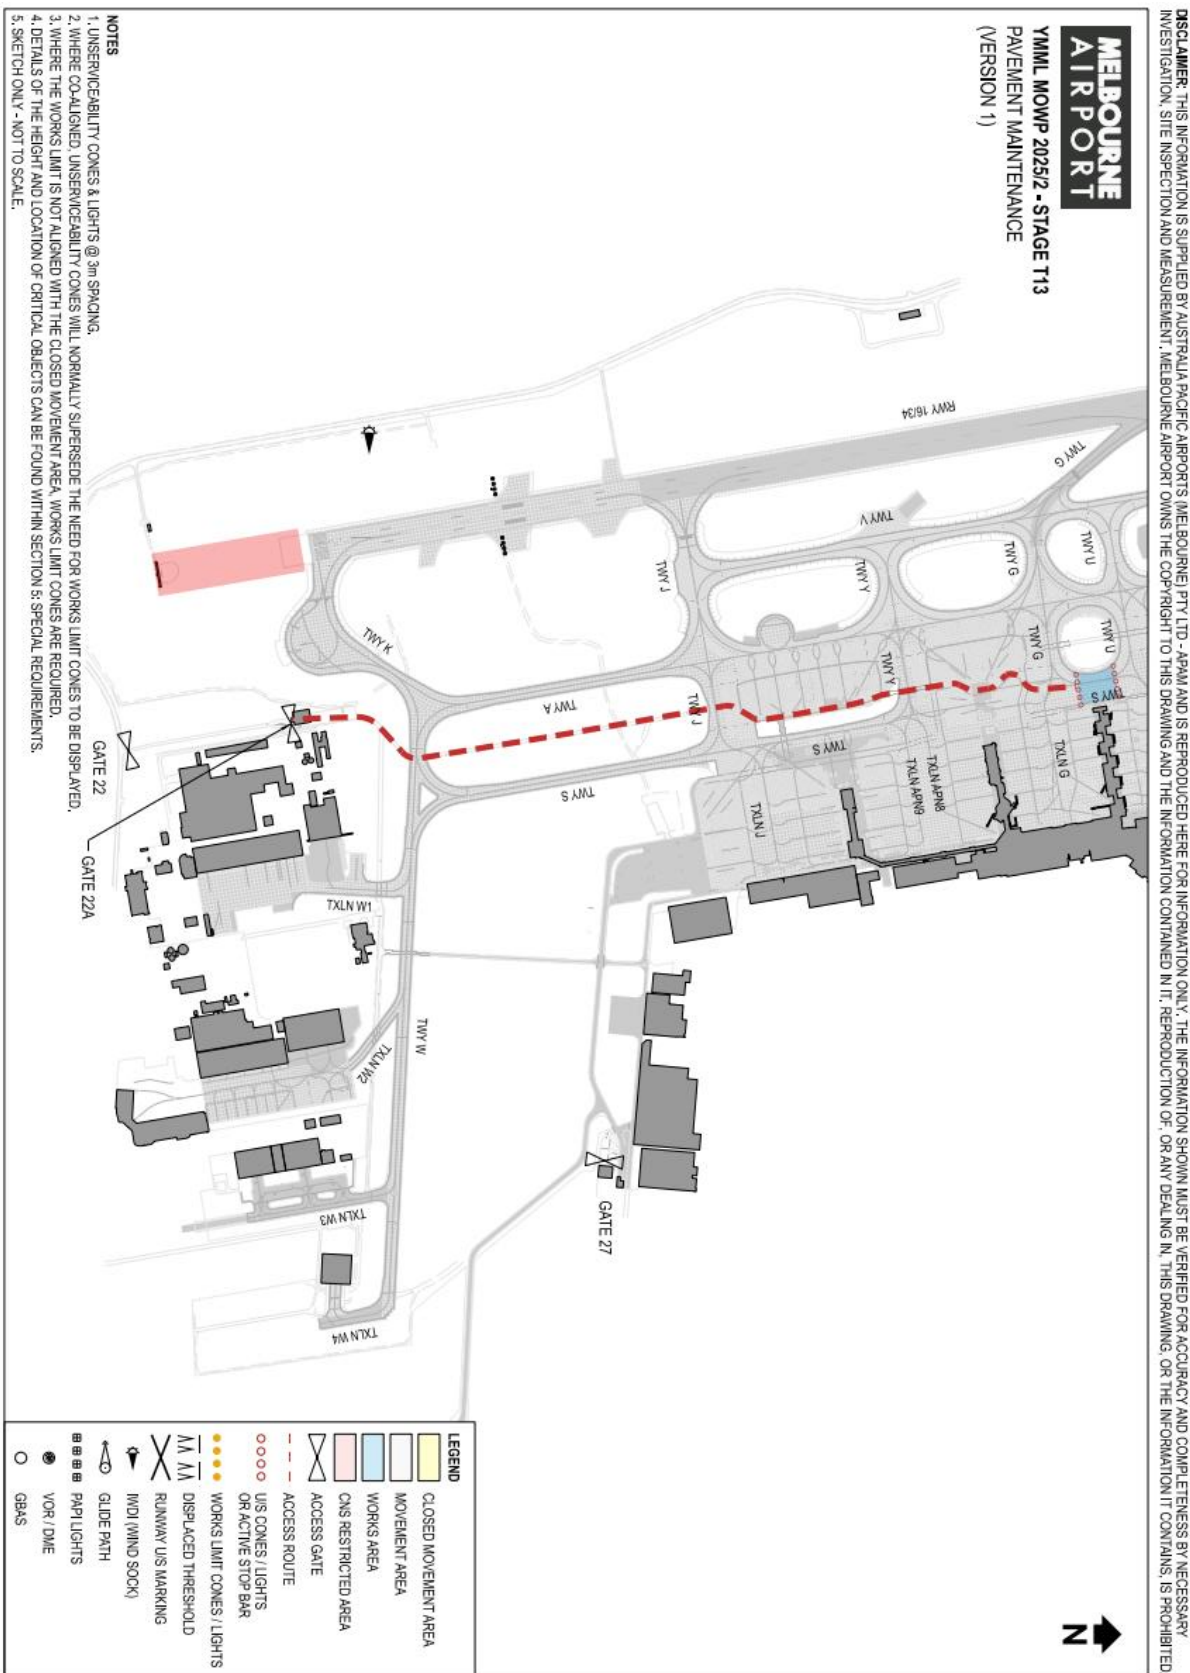 DISCLAIMER: THIS INFORMATION IS SUPPLIED BY AUSTRALIA PACIFIC AIRPORTS (MELBOURNE) PTY LTD - APAM AND IS REPRODUCED HERE FOR INFORMATION ONLY. THE INFORMATION SHOWN MUST BE VERIFIED FOR ACCURACY AND COMPLETENESS BY NECESSARY
INVESTIGATION, SITE INSPECTION AND MEASUREMENT. MELBOURNE AIRPORT OWNS THE COPYRIGHT TO THIS DRAWING AND THE INFORMATION CONTAINED IN IT. REPRODUCTION OF, OR ANY DEALING IN, THIS DRAWING, OR THE INFORMATION IT CONTAINS, IS PROHIBITED
MELBOURNE
AIRPORT
YMML MOWP 2025/2 - STAGE T13
PAVEMENT MAINTENANCE
(VERSION 1)
N
RWY 16/34
TWY G
TWY U
TWY V
TWY G
TWY U
TWY Y
TWY G
TWY J
TWY Y
TWY S
TWY K
TWY A
TWY J
TWY S
TXLN G
TXLN APN8
TXLN APN9
TWY S
TXLN J
GATE 22
GATE 22A
TXLN W1
TWY W
TXLN W2
GATE 27
TXLN W3
TXLN W4
NOTES
1. UNSERVICEABILITY CONES & LIGHTS @ 3m SPACING.
2. WHERE CO-ALIGNED, UNSERVICEABILITY CONES WILL NORMALLY SUPERSEDE THE NEED FOR WORKS LIMIT CONES TO BE DISPLAYED.
3. WHERE THE WORKS LIMIT IS NOT ALIGNED WITH THE CLOSED MOVEMENT AREA, WORKS LIMIT CONES ARE REQUIRED.
4. DETAILS OF THE HEIGHT AND LOCATION OF CRITICAL OBJECTS CAN BE FOUND WITHIN SECTION 5: SPECIAL REQUIREMENTS.
5. SKETCH ONLY - NOT TO SCALE.
LEGEND
CLOSED MOVEMENT AREA
MOVEMENT AREA
WORKS AREA
CNS RESTRICTED AREA
ACCESS GATE
ACCESS ROUTE
U/S CONES / LIGHTS
OR ACTIVE STOP BAR
WORKS LIMIT CONES / LIGHTS
DISPLACED THRESHOLD
RUNWAY U/S MARKING
IWDI (WIND SOCK)
GLIDE PATH
PAPI LIGHTS
VOR / DME
GBAS